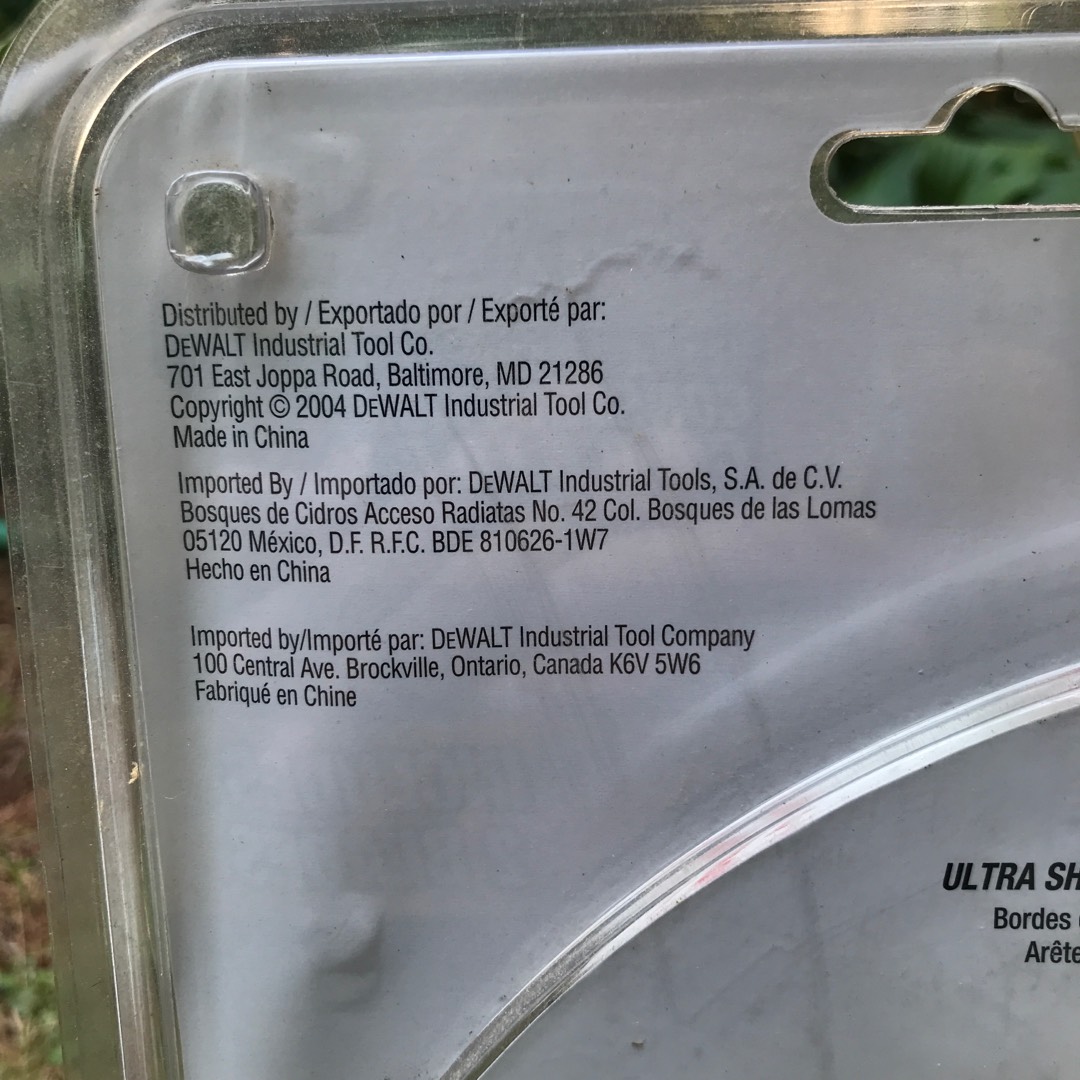 Distributed by / Exportado por / Exporté par:
DEWALT Industrial Tool Co.
701 East Joppa Road, Baltimore, MD 21286
Copyright © 2004 DEWALT Industrial Tool Co.
Made in China
Imported By / Importado por: DEWALT Industrial Tools, S.A. de C.V.
Bosques de Cidros Acceso Radiatas No. 42 Col. Bosques de las Lomas
05120 México, D.F. R.F.C. BDE 810626-1W7
Hecho en China
Imported by/Importé par: DEWALT Industrial Tool Company
100 Central Ave. Brockville, Ontario, Canada K6V 5W6
Fabriqué en Chine
ULTRA SH
Bordes
Arête